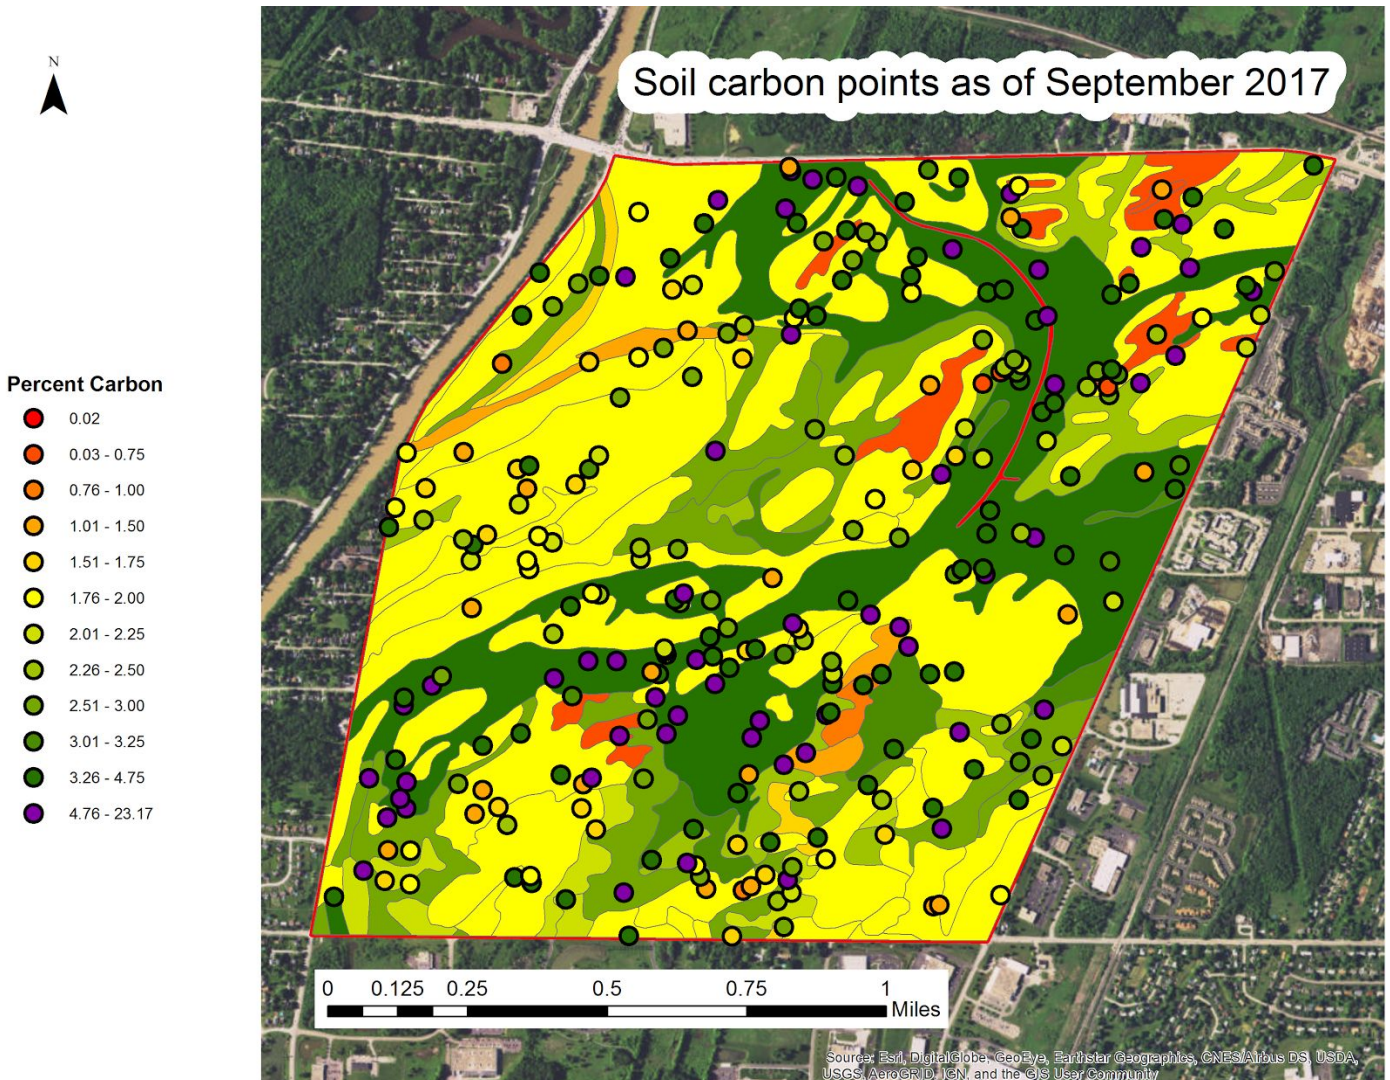 N
Soil carbon points as of September 2017
Percent Carbon
0.02
0.03 - 0.75
0.76 - 1.00
1.01 - 1.50
1.51 - 1.75
1.76 - 2.00
2.01 - 2.25
2.26 - 2.50
2.51 - 3.00
3.01 - 3.25
3.26 - 4.75
4.76 - 23.17
0 0.125 0.25 0.5 0.75 1
Miles
Source: Esri, DigitalGlobe, GeoEye, Earthstar Geographics, CNES/Airbus DS, USDA,
USGS, AeroGRID, IGN, and the GIS User Community